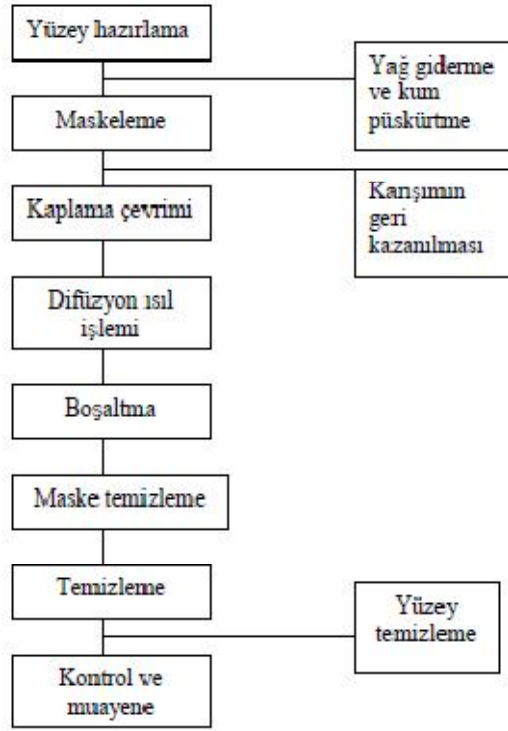 Yüzey hazırlama
Yağ giderme
ve kum
püskürtme
Maskeleme
Karışımın
geri
kazanılması
Kaplama çevrimi
Difüzyon ısıl
işlemi
Boşaltma
Maske temizleme
Temizleme
Yüzey
temizleme
Kontrol ve
muayene